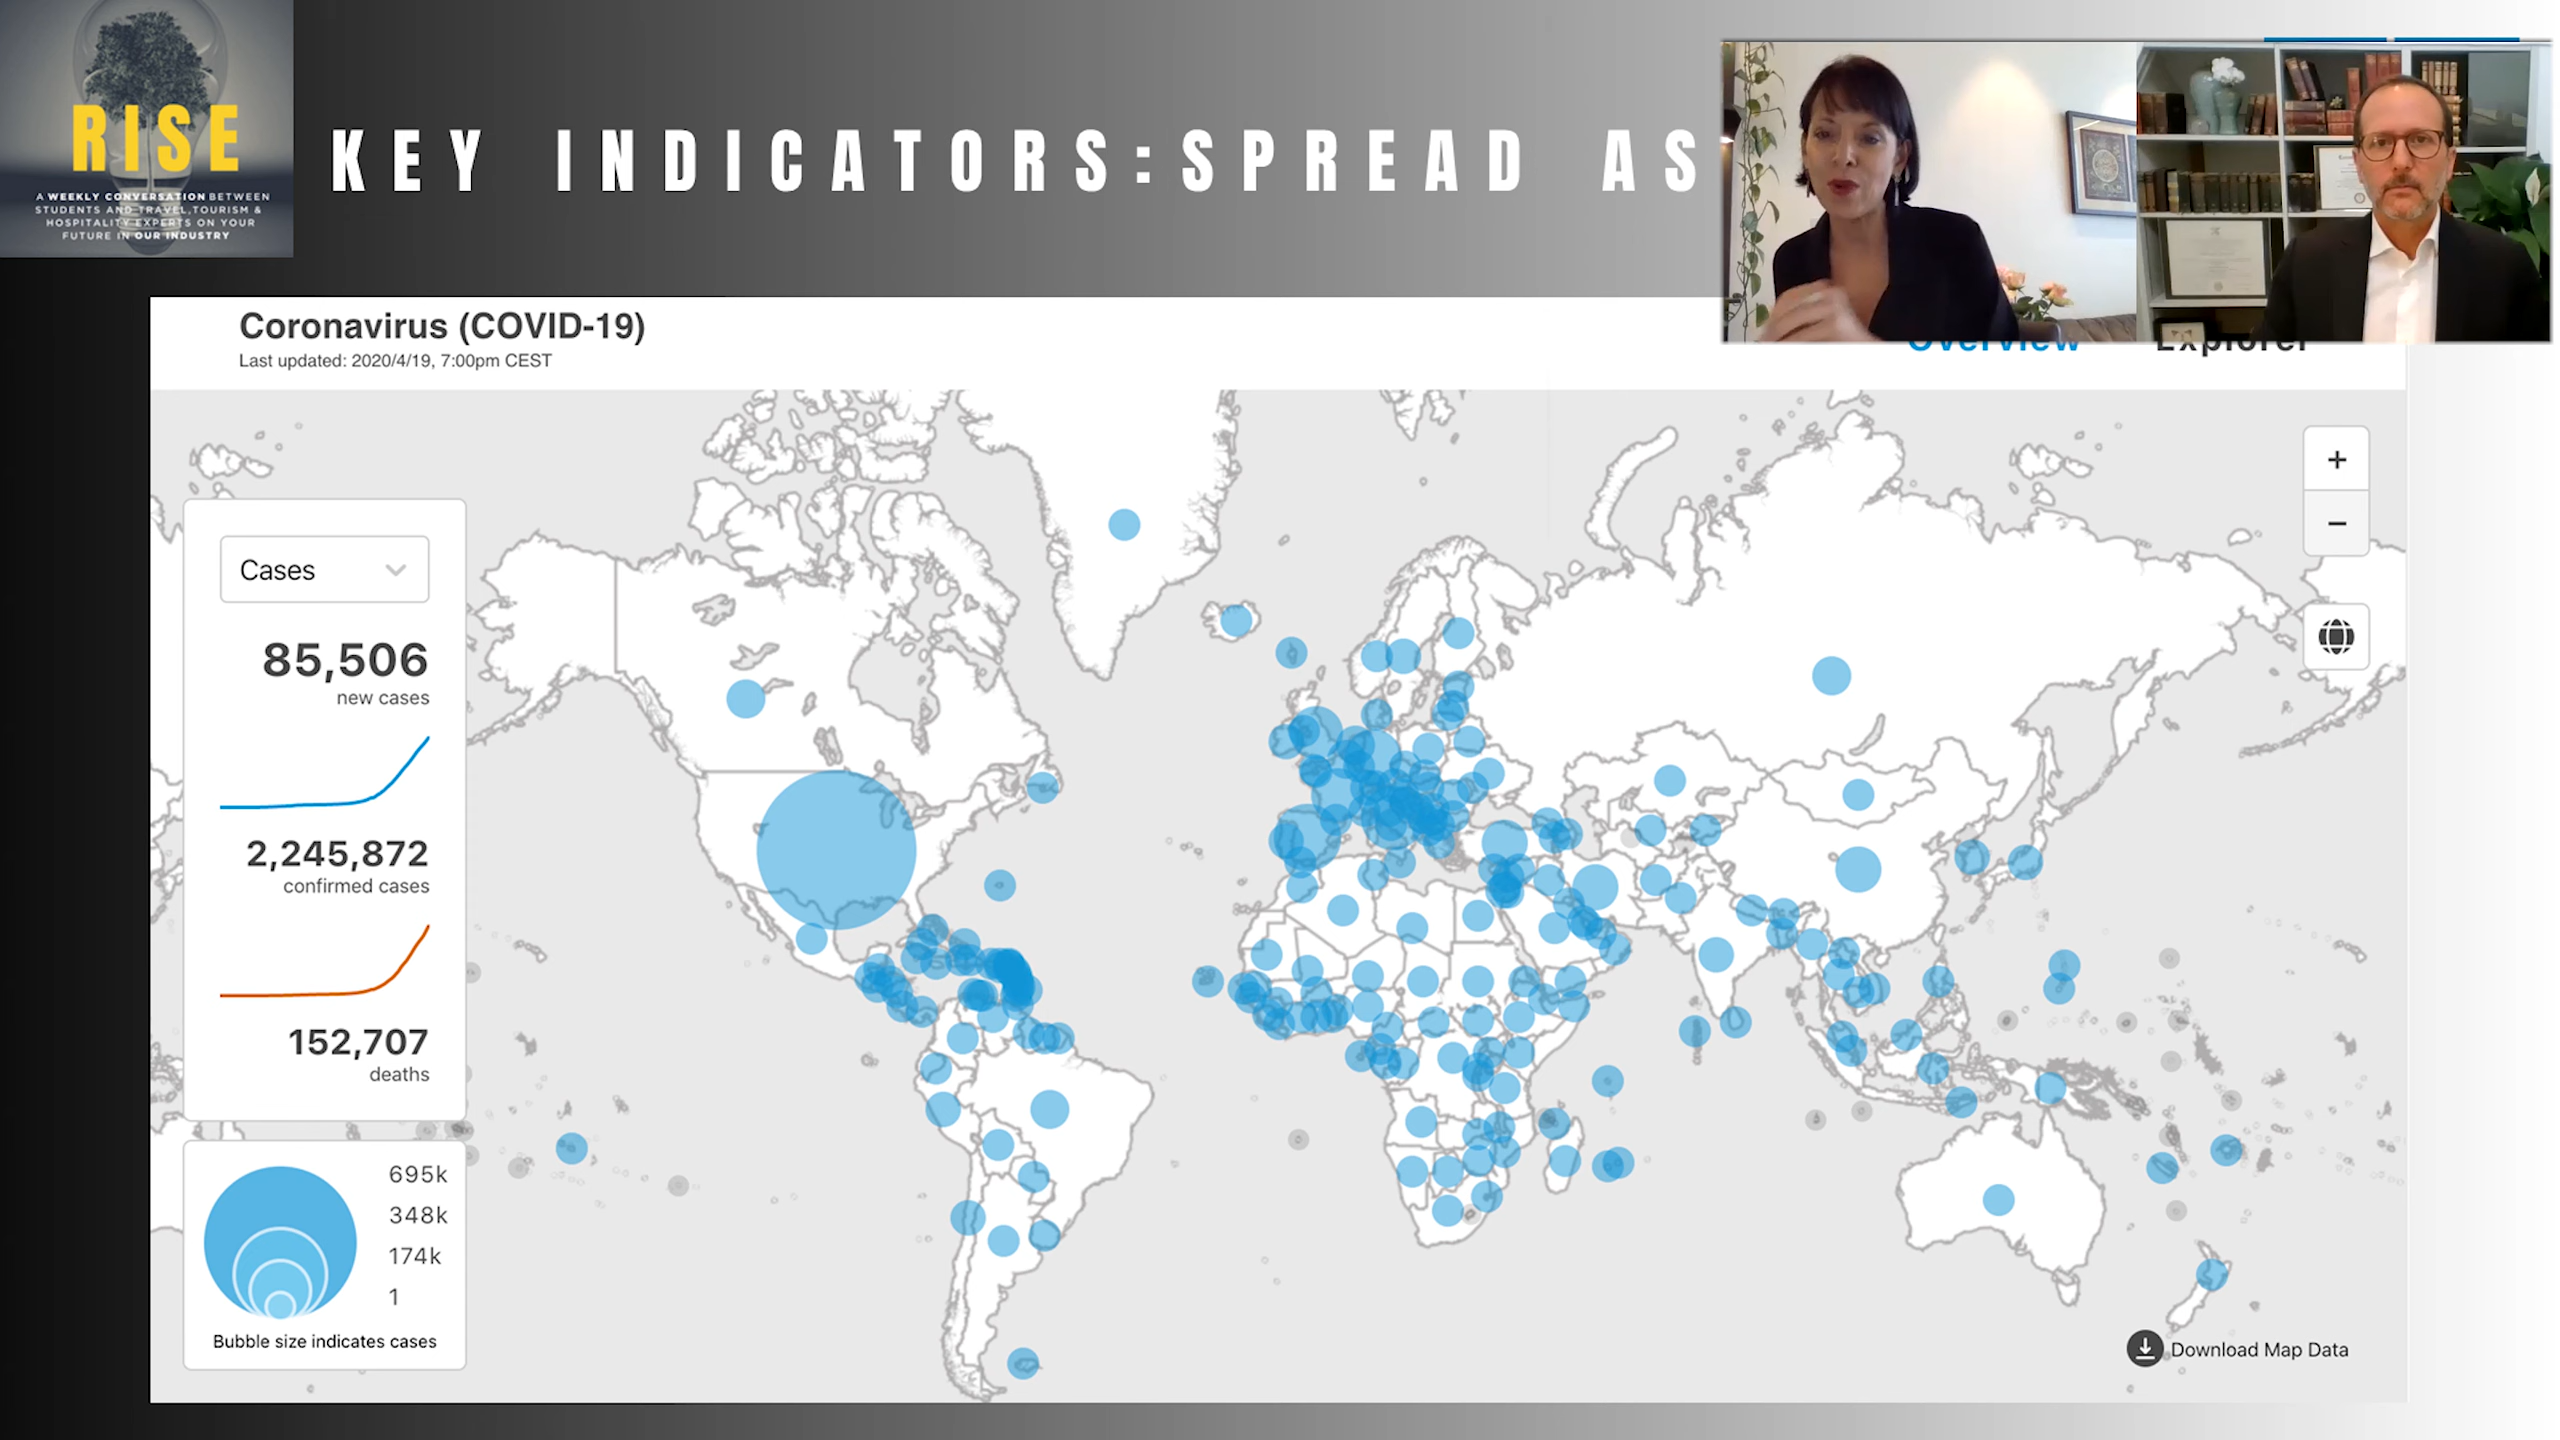 RISE
A WEEKLY CONVERSATION BETWEEN
STUDENTS AND TRAVEL, TOURISM &
HOSPITALITY EXPERTS ON YOUR
FUTURE IN OUR INDUSTRY
KEY INDICATORS:SPREAD AS
Coronavirus (COVID-19)
Last updated: 2020/4/19, 7:00pm CEST
Overview
Explorer
Cases
85,506
new cases
2,245,872
confirmed cases
152,707
deaths
695k
348k
174k
1
Bubble size indicates cases
+
−
Download Map Data